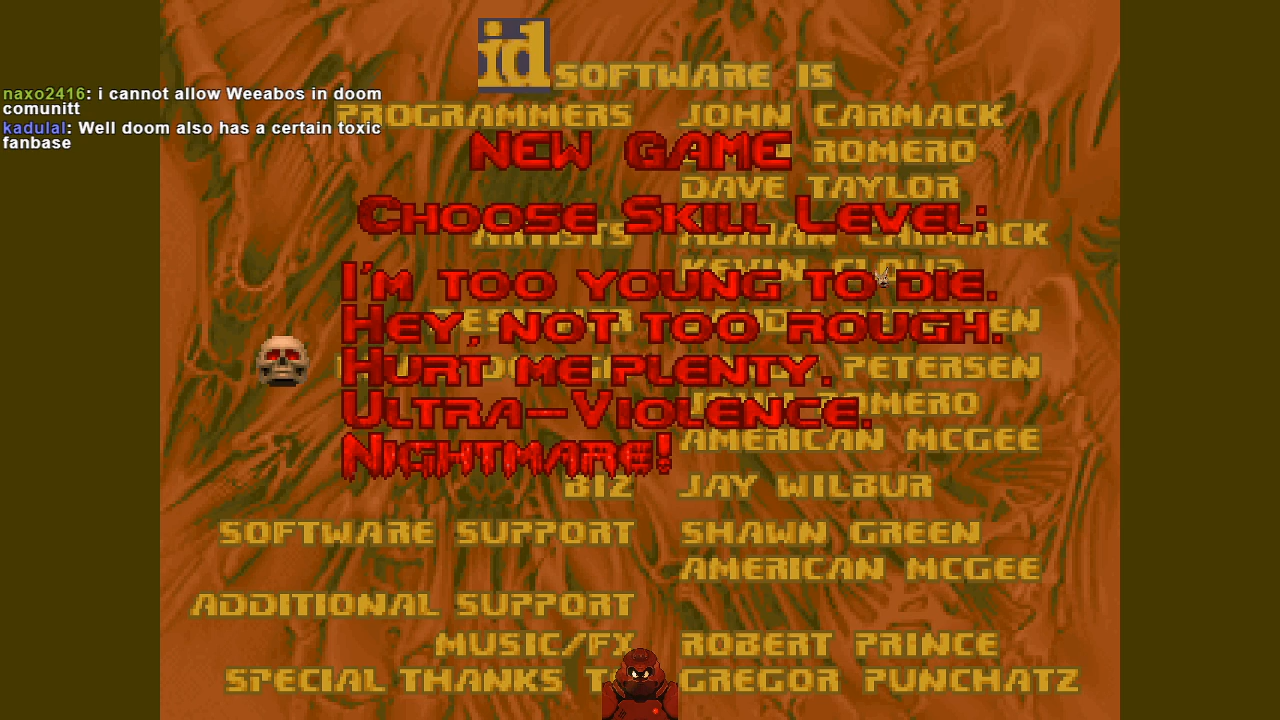 id SOFTWARE IS
naxo2416: i cannot allow Weeabos in doom
comunitt
kadulal: Well doom also has a certain toxic
fanbase
PROGRAMMERS JOHN CARMACK
NEW GAME
ROMERO
DAVE TAYLOR
Choose Skill Level:
ARTISTS ADRIAN CARMACK
KEVIN CLOUD
I'm too young to die.
Hey, not too rough.
Hurt me plenty.
PETERSEN
Ultra-Violence.
ROMERO
AMERICAN MCGEE
Nightmare!
BIZ JAY WILBUR
SOFTWARE SUPPORT SHAWN GREEN
AMERICAN MCGEE
ADDITIONAL SUPPORT
MUSIC/FX ROBERT PRINCE
SPECIAL THANKS GREGOR PUNCHATZ